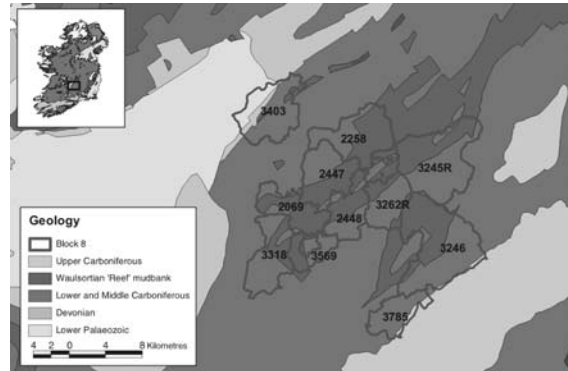 3403
2258
2447
3245R
2069
3262R
2448
3318
3569
3246
3785
Geology
Block 8
Upper Carboniferous
Waulsortian 'Reef' mudbank
Lower and Middle Carboniferous
Devonian
Lower Palaeozoic
4 2 0 4 8 Kilometres